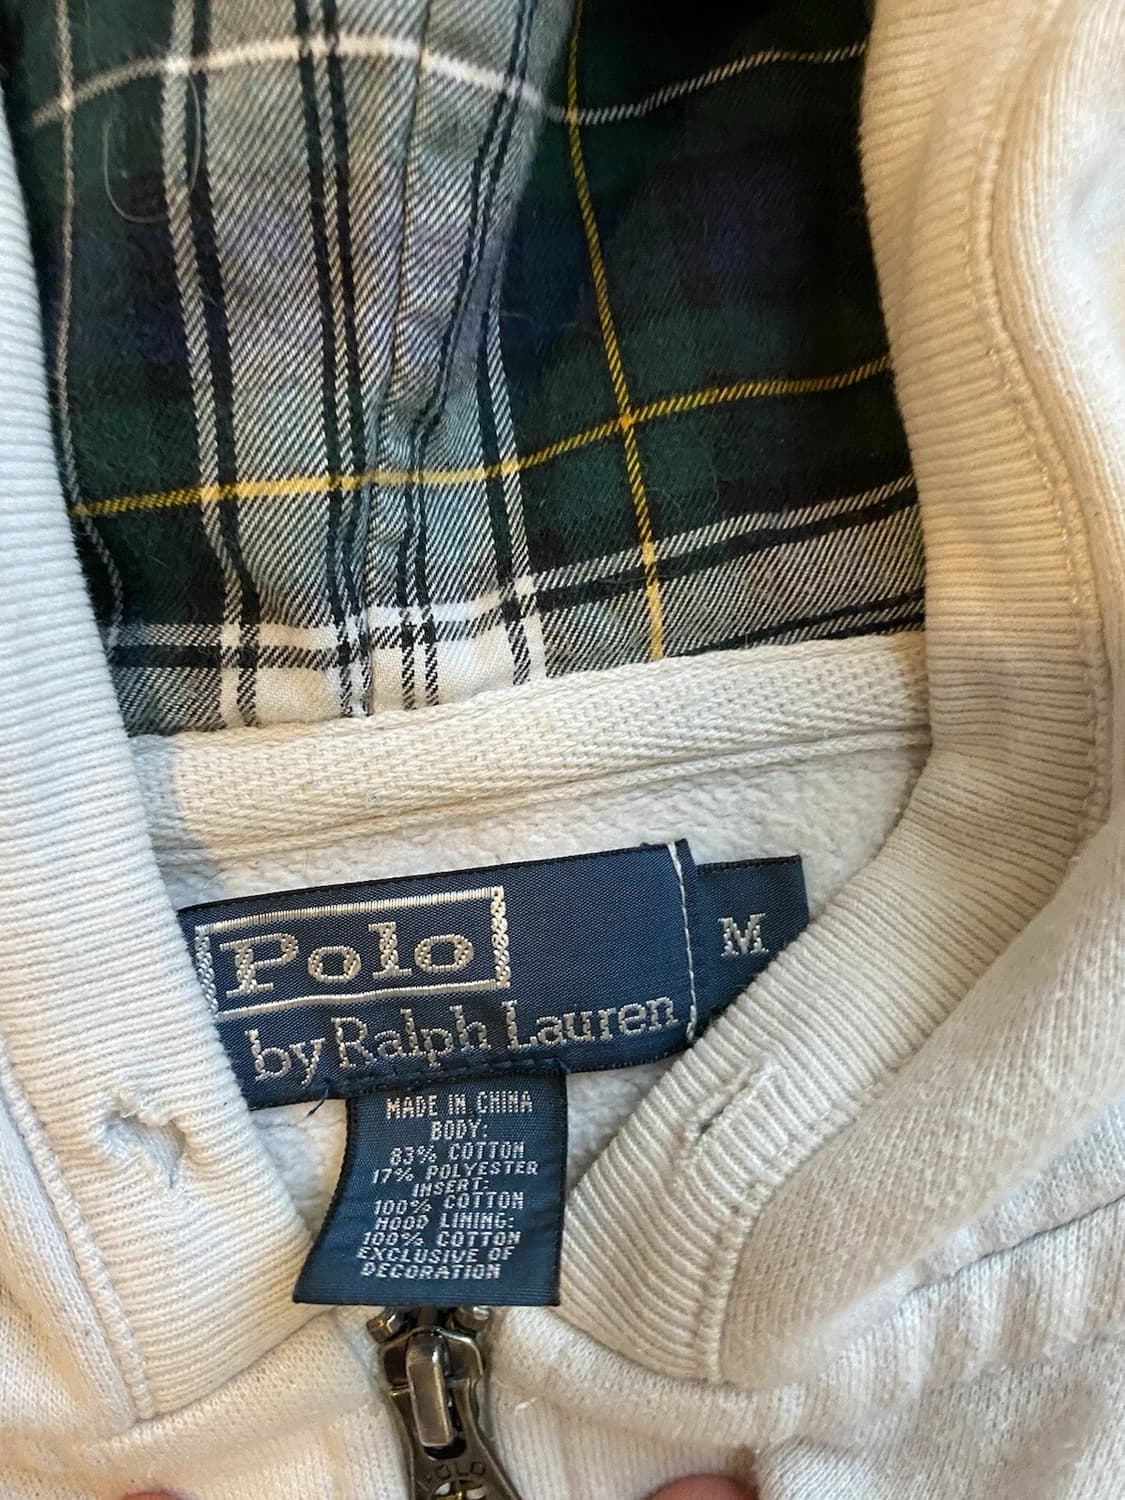 Polo
by Ralph Lauren
M
MADE IN CHINA
BODY:
83% COTTON
17% POLYESTER
INSERT:
100% COTTON
HOOD LINING:
100% COTTON
EXCLUSIVE OF
DECORATION
POLO